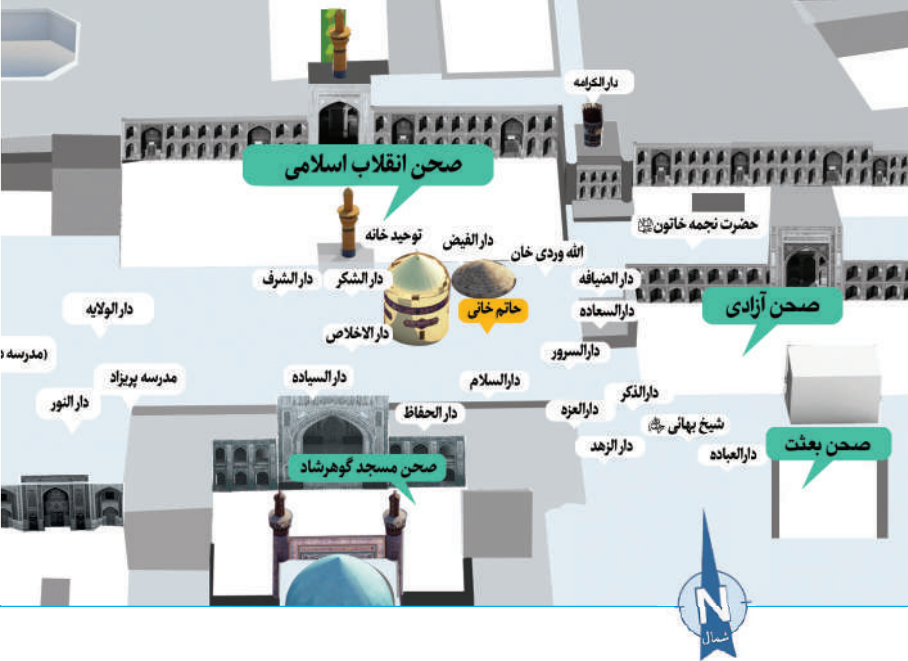 دارالکرامه
صحن انقلاب اسلامی
حضرت نجمه خاتون
توحید خانه
دارالفیض
الله وردی خان
دارالشرف
دارالشکر
دارالضیافه
حاتم خانی
صحن آزادی
دارالولایه
دارالسعاده
دارالاخلاص
(مدرسه د
دارالسرور
مدرسه پریزاد
دارالسیاده
دارالسلام
دارالذکر
دارالنور
دارالحفاظ
دارالعزه
شیخ بهائی
دارالزهد
دارالعباده
صحن بعثت
صحن مسجد گوهرشاد
N
شمال